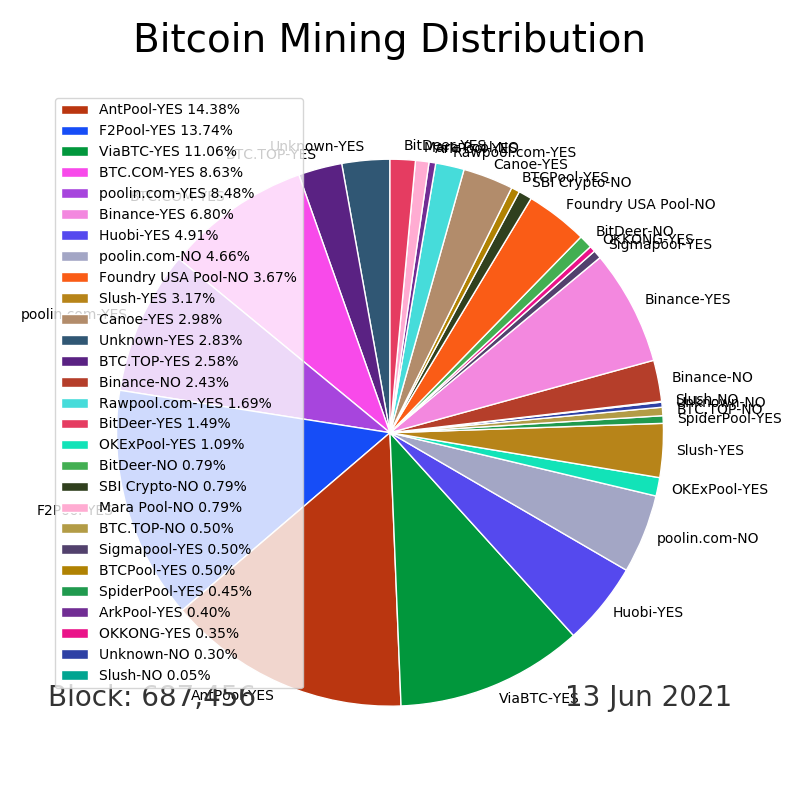 Bitcoin Mining Distribution
AntPool-YES 14.38%
F2Pool-YES 13.74%
ViaBTC-YES 11.06%
BTC.COM-YES 8.63%
poolin.com-YES 8.48%
Binance-YES 6.80%
Huobi-YES 4.91%
poolin.com-NO 4.66%
Foundry USA Pool-NO 3.67%
Slush-YES 3.17%
Canoe-YES 2.98%
Unknown-YES 2.83%
BTC.TOP-YES 2.58%
Binance-NO 2.43%
Rawpool.com-YES 1.69%
BitDeer-YES 1.49%
OKExPool-YES 1.09%
BitDeer-NO 0.79%
SBI Crypto-NO 0.79%
Mara Pool-NO 0.79%
BTC.TOP-NO 0.50%
Sigmapool-YES 0.50%
BTCPool-YES 0.50%
SpiderPool-YES 0.45%
ArkPool-YES 0.40%
OKKONG-YES 0.35%
Unknown-NO 0.30%
Slush-NO 0.05%
Unknown-YES
BTC.TOP-YES
BTC.COM-YES
poolin.com-YES
F2Pool-YES
AntPool-YES
BitDeer-YES
Rawpool.com-YES
Canoe-YES
BTCPool-YES
SBI Crypto-NO
Foundry USA Pool-NO
BitDeer-NO
OKKONG-YES
Sigmapool-YES
Binance-YES
Binance-NO
Slush-NO
Unknown-NO
BTC.TOP-NO
SpiderPool-YES
Slush-YES
OKExPool-YES
poolin.com-NO
Huobi-YES
ViaBTC-YES
Block: 687,456
13 Jun 2021